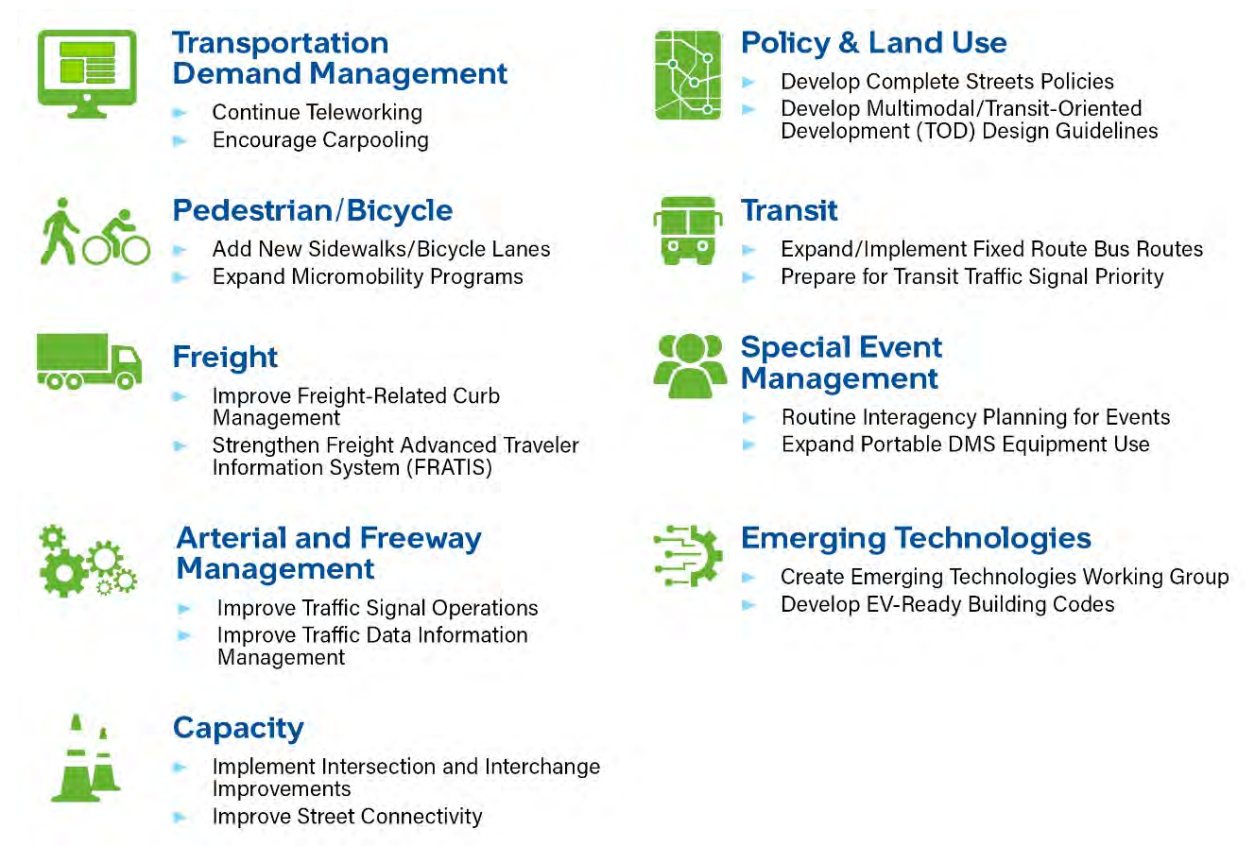 Transportation
Demand Management
Continue Teleworking
Encourage Carpooling
Pedestrian/Bicycle
Add New Sidewalks/Bicycle Lanes
Expand Micromobility Programs
Freight
Improve Freight-Related Curb
Management
Strengthen Freight Advanced Traveler
Information System (FRATIS)
Arterial and Freeway
Management
Improve Traffic Signal Operations
Improve Traffic Data Information
Management
Capacity
Implement Intersection and Interchange
Improvements
Improve Street Connectivity
Policy & Land Use
Develop Complete Streets Policies
Develop Multimodal/Transit-Oriented
Development (TOD) Design Guidelines
Transit
Expand/Implement Fixed Route Bus Routes
Prepare for Transit Traffic Signal Priority
Special Event
Management
Routine Interagency Planning for Events
Expand Portable DMS Equipment Use
Emerging Technologies
Create Emerging Technologies Working Group
Develop EV-Ready Building Codes